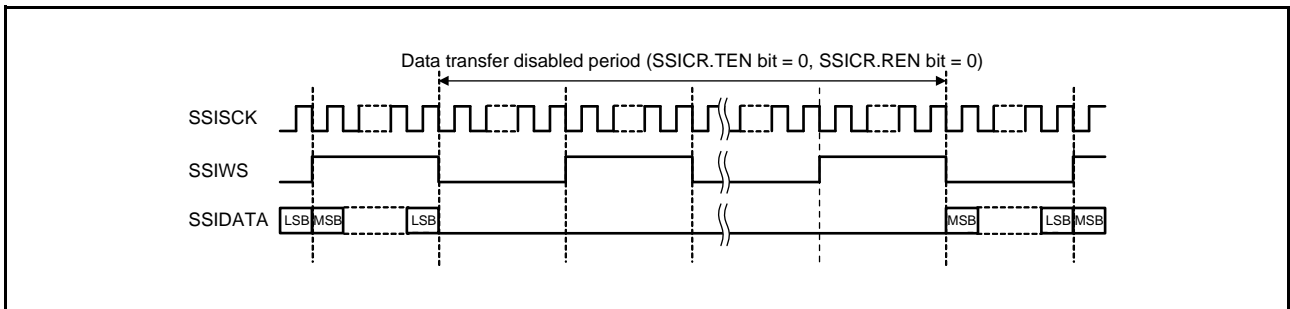 Data transfer disabled period (SSICR.TEN bit = 0, SSICR.REN bit = 0)
SSISCK
SSIWS
SSIDATA LSB MSB LSB MSB LSB MSB